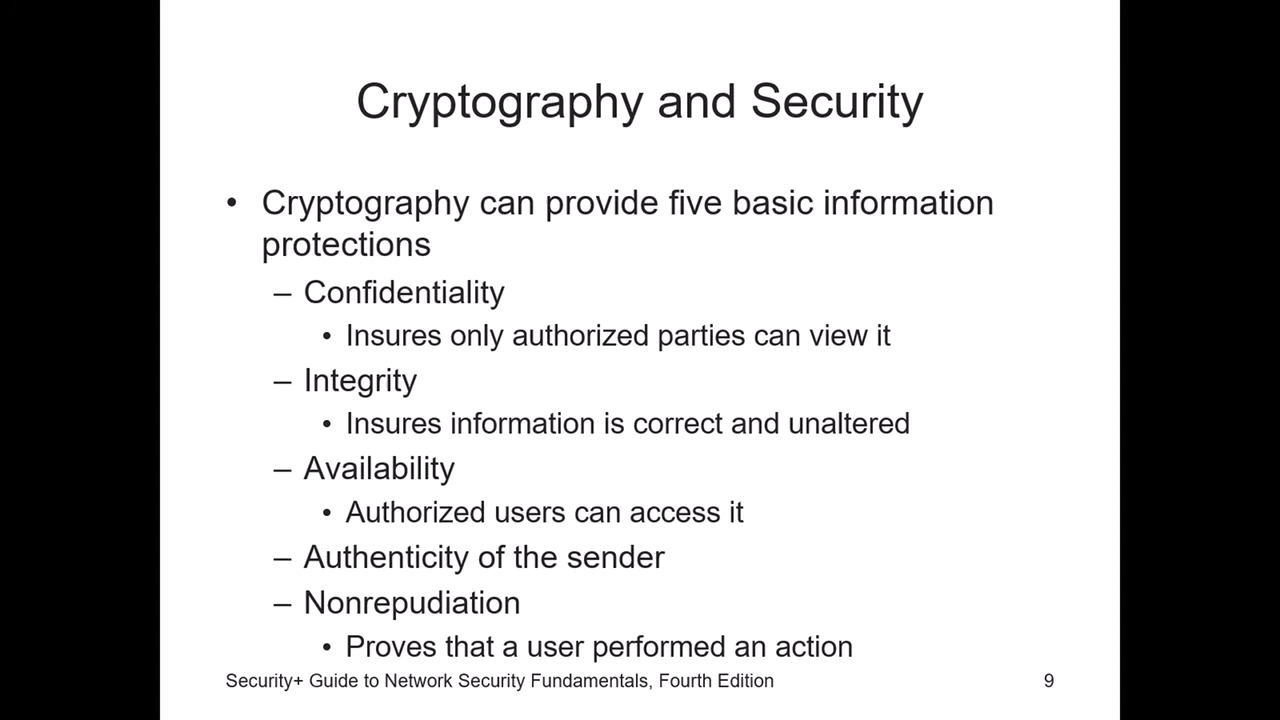 Cryptography and Security
• Cryptography can provide five basic information
protections
– Confidentiality
• Insures only authorized parties can view it
– Integrity
• Insures information is correct and unaltered
– Availability
• Authorized users can access it
– Authenticity of the sender
– Nonrepudiation
• Proves that a user performed an action
Security+ Guide to Network Security Fundamentals, Fourth Edition 9